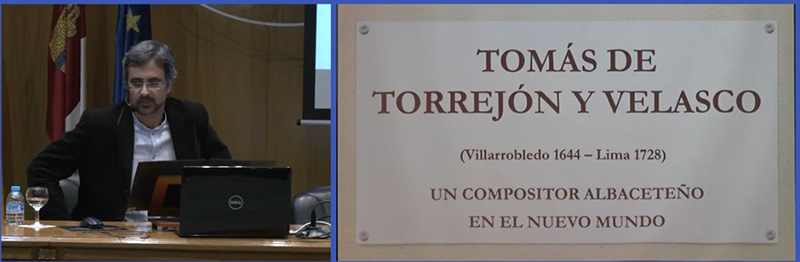 DELL
TOMÁS DE
TORREJÓN Y VELASCO
(Villarrobledo 1644 – Lima 1728)
UN COMPOSITOR ALBACETEÑO
EN EL NUEVO MUNDO